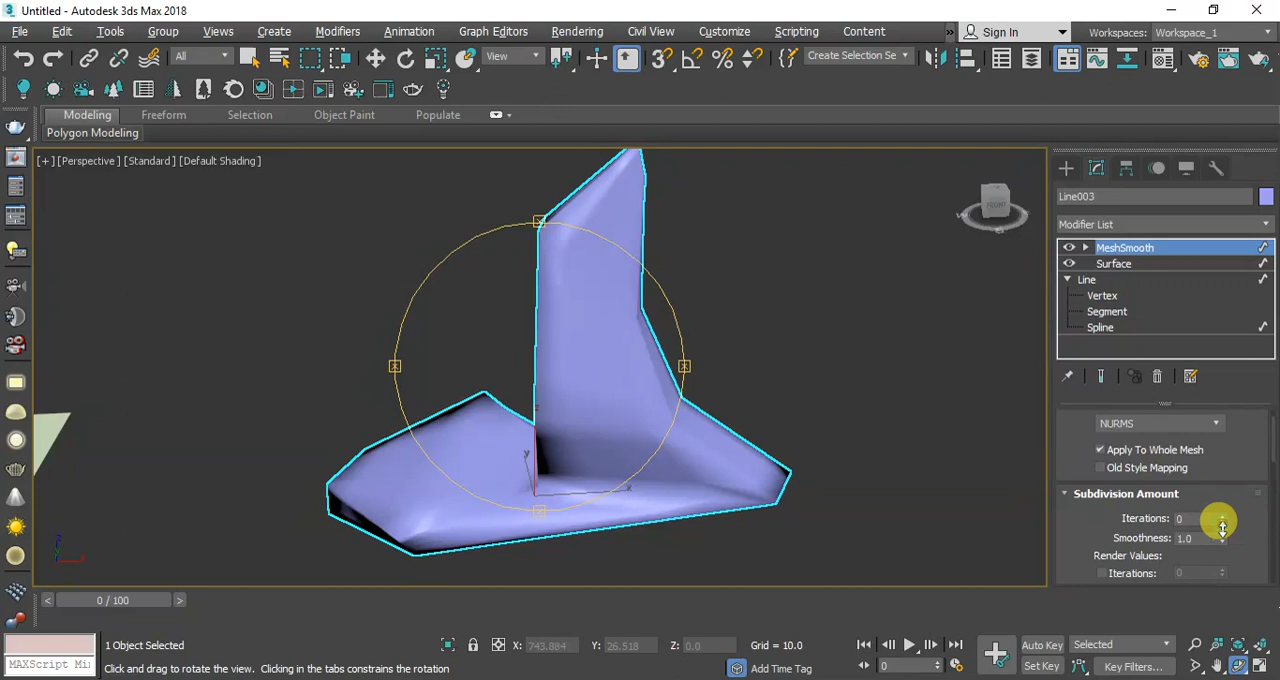 Untitled - Autodesk 3ds Max 2018
File Edit Tools Group Views Create Modifiers Animation Graph Editors Rendering Civil View Customize Scripting Content » Sign In Workspaces: Workspace_1
All View Create Selection Se
Modeling Freeform Selection Object Paint Populate
Polygon Modeling
[+] [Perspective] [Standard] [Default Shading]
FRONT
Line003
Modifier List
MeshSmooth
Surface
Line
Vertex
Segment
Spline
NURMS
Apply To Whole Mesh
Old Style Mapping
Subdivision Amount
Iterations: 0
Smoothness: 1.0
Render Values:
Iterations: 0
y
x
z
< 0 / 100 >
1 Object Selected X: 743.884 Y: 26.518 Z: 0.0 Grid = 10.0 Auto Key Selected
MAXScript Mi Click and drag to rotate the view. Clicking in the tabs constrains the rotation Add Time Tag 0 Set Key Key Filters...